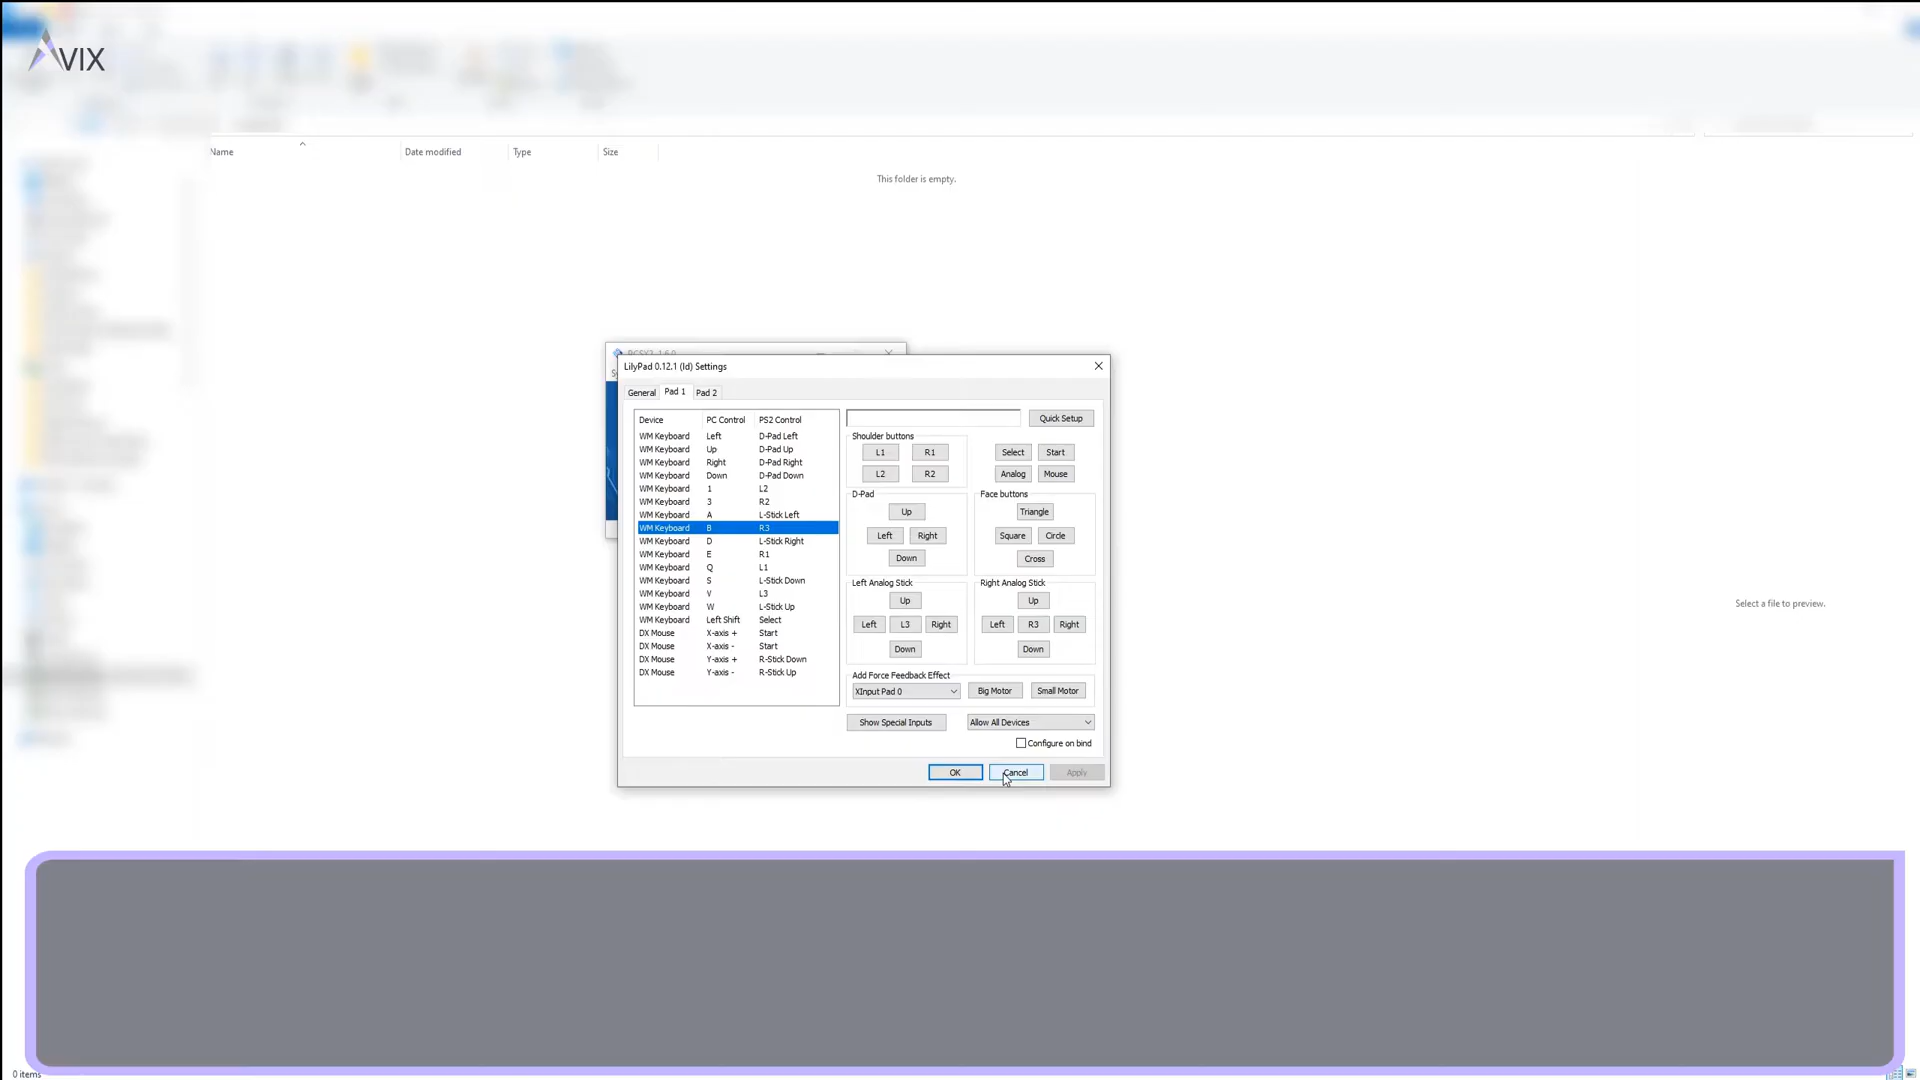 AVIX
Name
Date modified
Type
Size
This folder is empty.
LilyPad 0.12.1 (ld) Settings
General
Pad 1
Pad 2
Device PC Control PS2 Control
WM Keyboard Left D-Pad Left
WM Keyboard Up D-Pad Up
WM Keyboard Right D-Pad Right
WM Keyboard Down D-Pad Down
WM Keyboard 1 L2
WM Keyboard 3 R2
WM Keyboard A L-Stick Left
WM Keyboard B R3
WM Keyboard D L-Stick Right
WM Keyboard E R1
WM Keyboard Q L1
WM Keyboard S L-Stick Down
WM Keyboard V L3
WM Keyboard W L-Stick Up
WM Keyboard Left Shift Select
DX Mouse X-axis + Start
DX Mouse X-axis - Start
DX Mouse Y-axis + R-Stick Down
DX Mouse Y-axis - R-Stick Up
Quick Setup
Shoulder buttons
L1 R1
L2 R2
Select Start
Analog Mouse
D-Pad
Up
Left Right
Down
Face buttons
Triangle
Square Circle
Cross
Left Analog Stick
Up
Left L3 Right
Down
Right Analog Stick
Up
Left R3 Right
Down
Add Force Feedback Effect
XInput Pad 0
Big Motor
Small Motor
Show Special Inputs
Allow All Devices
Configure on bind
OK
Cancel
Apply
Select a file to preview.
0 items